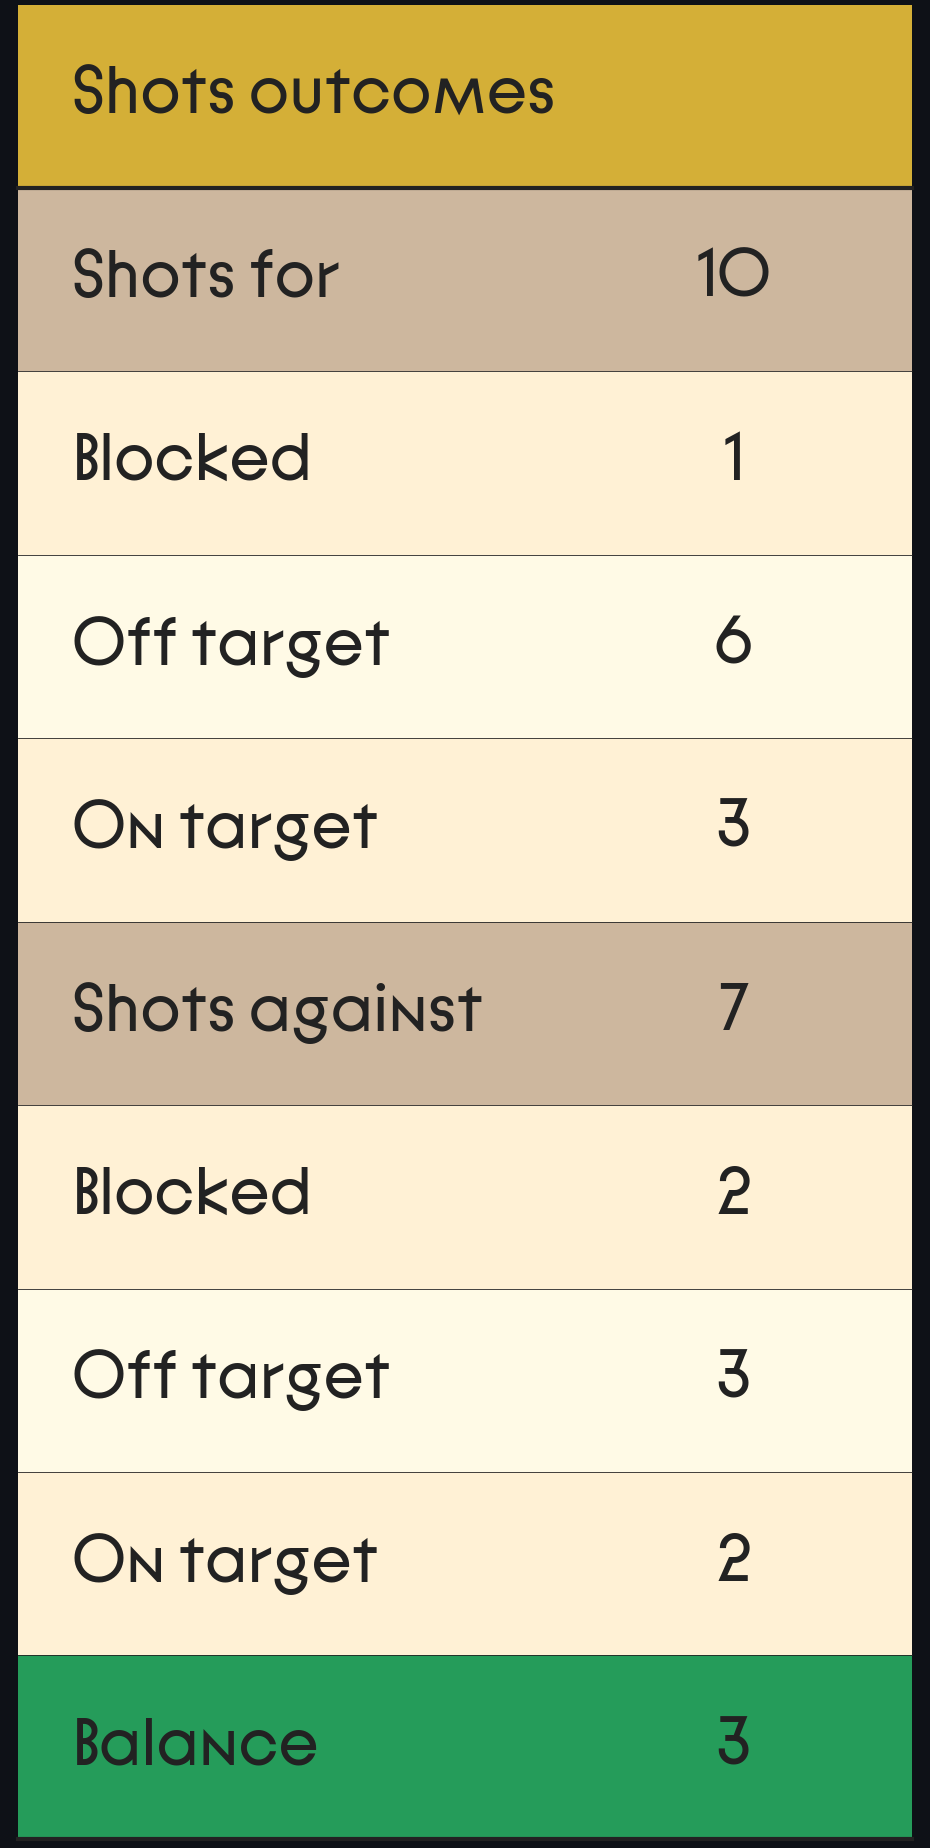 Shots outcomes
Shots for 10
Blocked 1
Off target 6
On target 3
Shots against 7
Blocked 2
Off target 3
On target 2
Balance 3